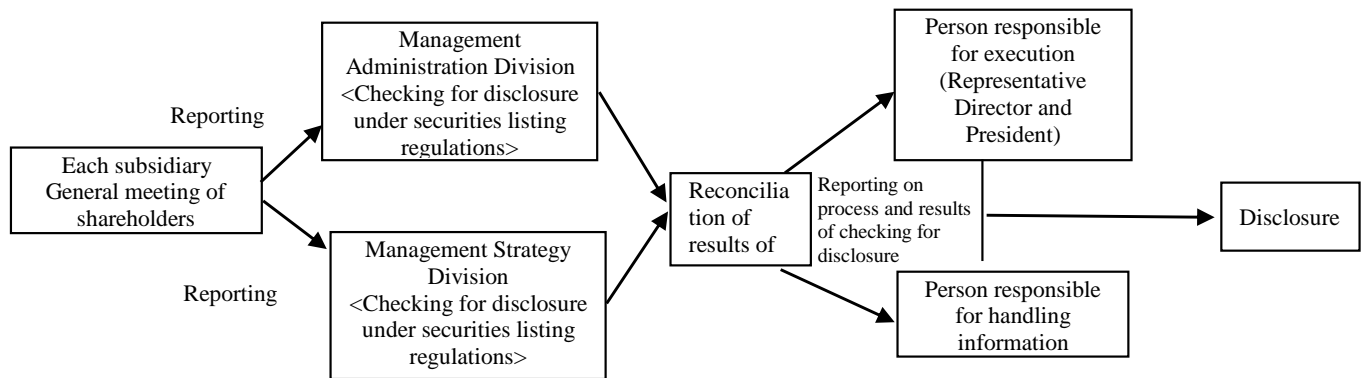 Reporting
Each subsidiary
General meeting of
shareholders
Reporting
Management
Administration Division
<Checking for disclosure
under securities listing
regulations>
Management Strategy
Division
<Checking for disclosure
under securities listing
regulations>
Reconcilia
tion of
results of
Reporting on
process and results
of checking for
disclosure
Person responsible
for execution
(Representative
Director and
President)
Person responsible
for handling
information
Disclosure